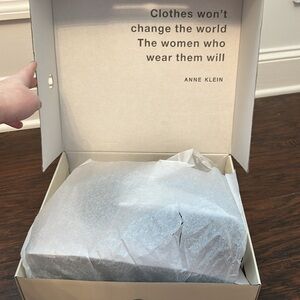 Clothes won't
change the world
The women who
wear them will
ANNE KLEIN